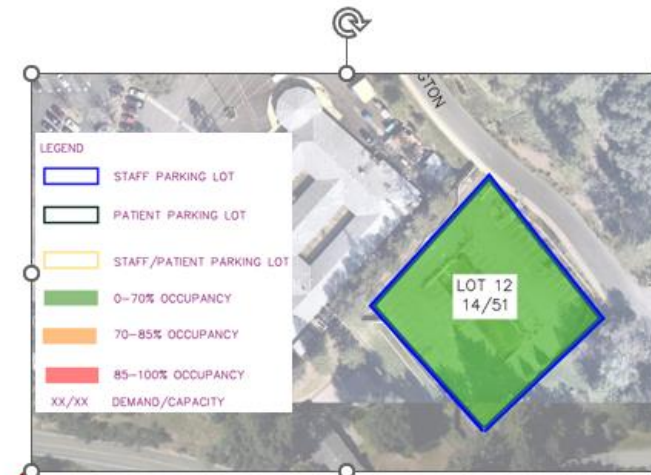 GTON
LEGEND
STAFF PARKING LOT
PATIENT PARKING LOT
STAFF/PATIENT PARKING LOT
0-70% OCCUPANCY
70-85% OCCUPANCY
85-100% OCCUPANCY
XX/XX DEMAND/CAPACITY
LOT 12
14/51